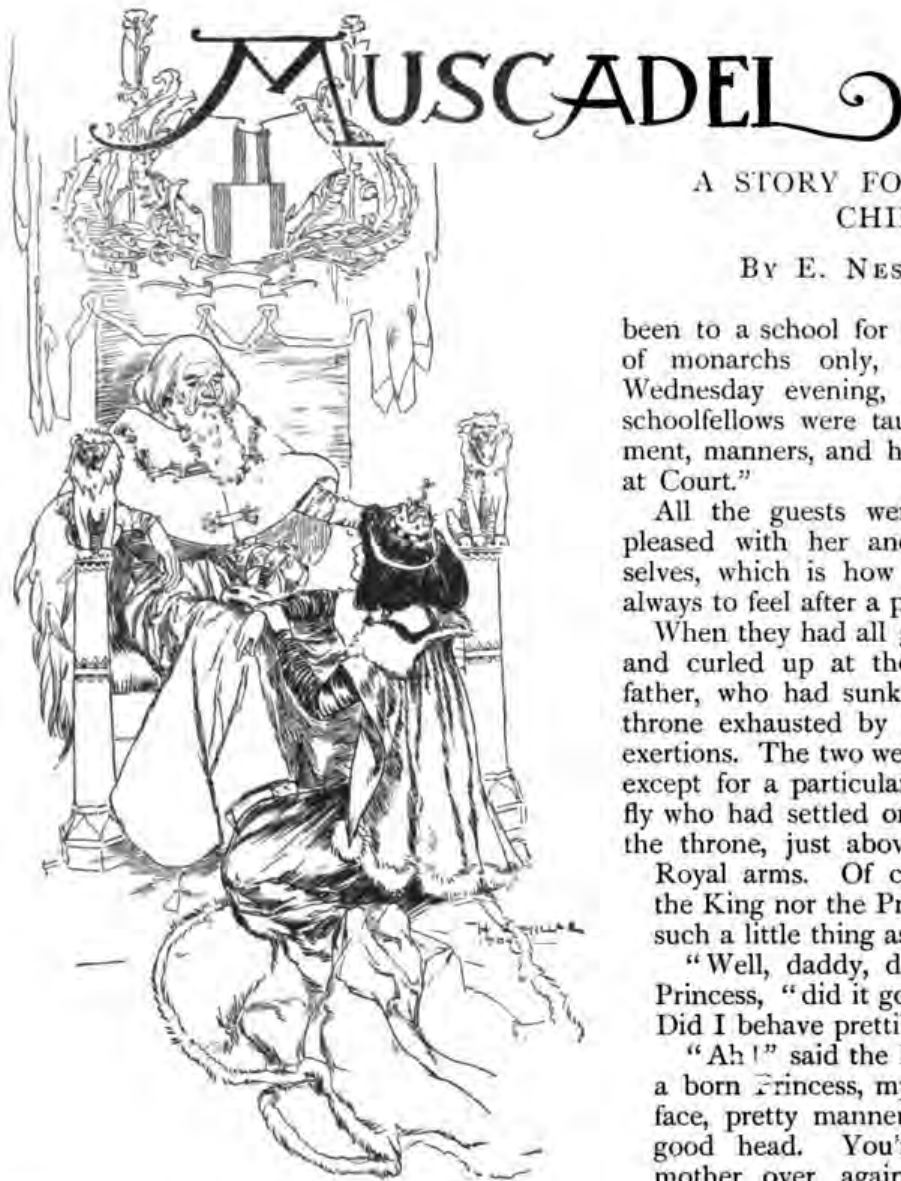 MUSCADEL
A STORY FO
CHI
BY E. NES
been to a school for
of monarchs only,
Wednesday evening,
schoolfellows were tau
ment, manners, and h
at Court."
All the guests wer
pleased with her and
selves, which is how
always to feel after a p
When they had all g
and curled up at the
father, who had sunk
throne exhausted by
exertions. The two we
except for a particular
fly who had settled or
the throne, just abov
Royal arms. Of c
the King nor the Pr
such a little thing as
"Well, daddy, d
Princess, "did it go
Did I behave pretti
"Ah!" said the
a born Princess, my
face, pretty manner
good head. You'
mother over again
H. R. MILLAR